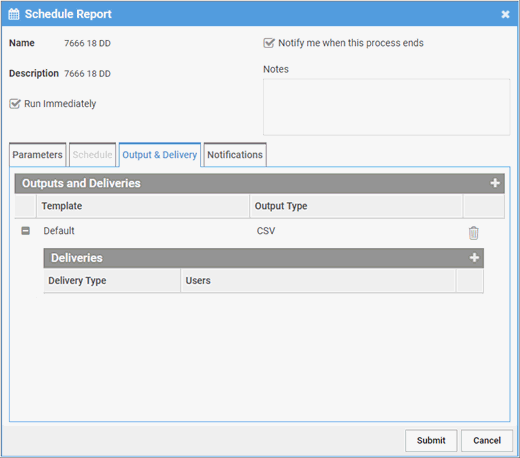 Schedule Report
Name 7666 18 DD
Notify me when this process ends
Description 7666 18 DD
Notes
Run Immediately
Parameters Schedule Output & Delivery Notifications
Outputs and Deliveries
Template Output Type
Default CSV
Deliveries
Delivery Type Users
Submit Cancel